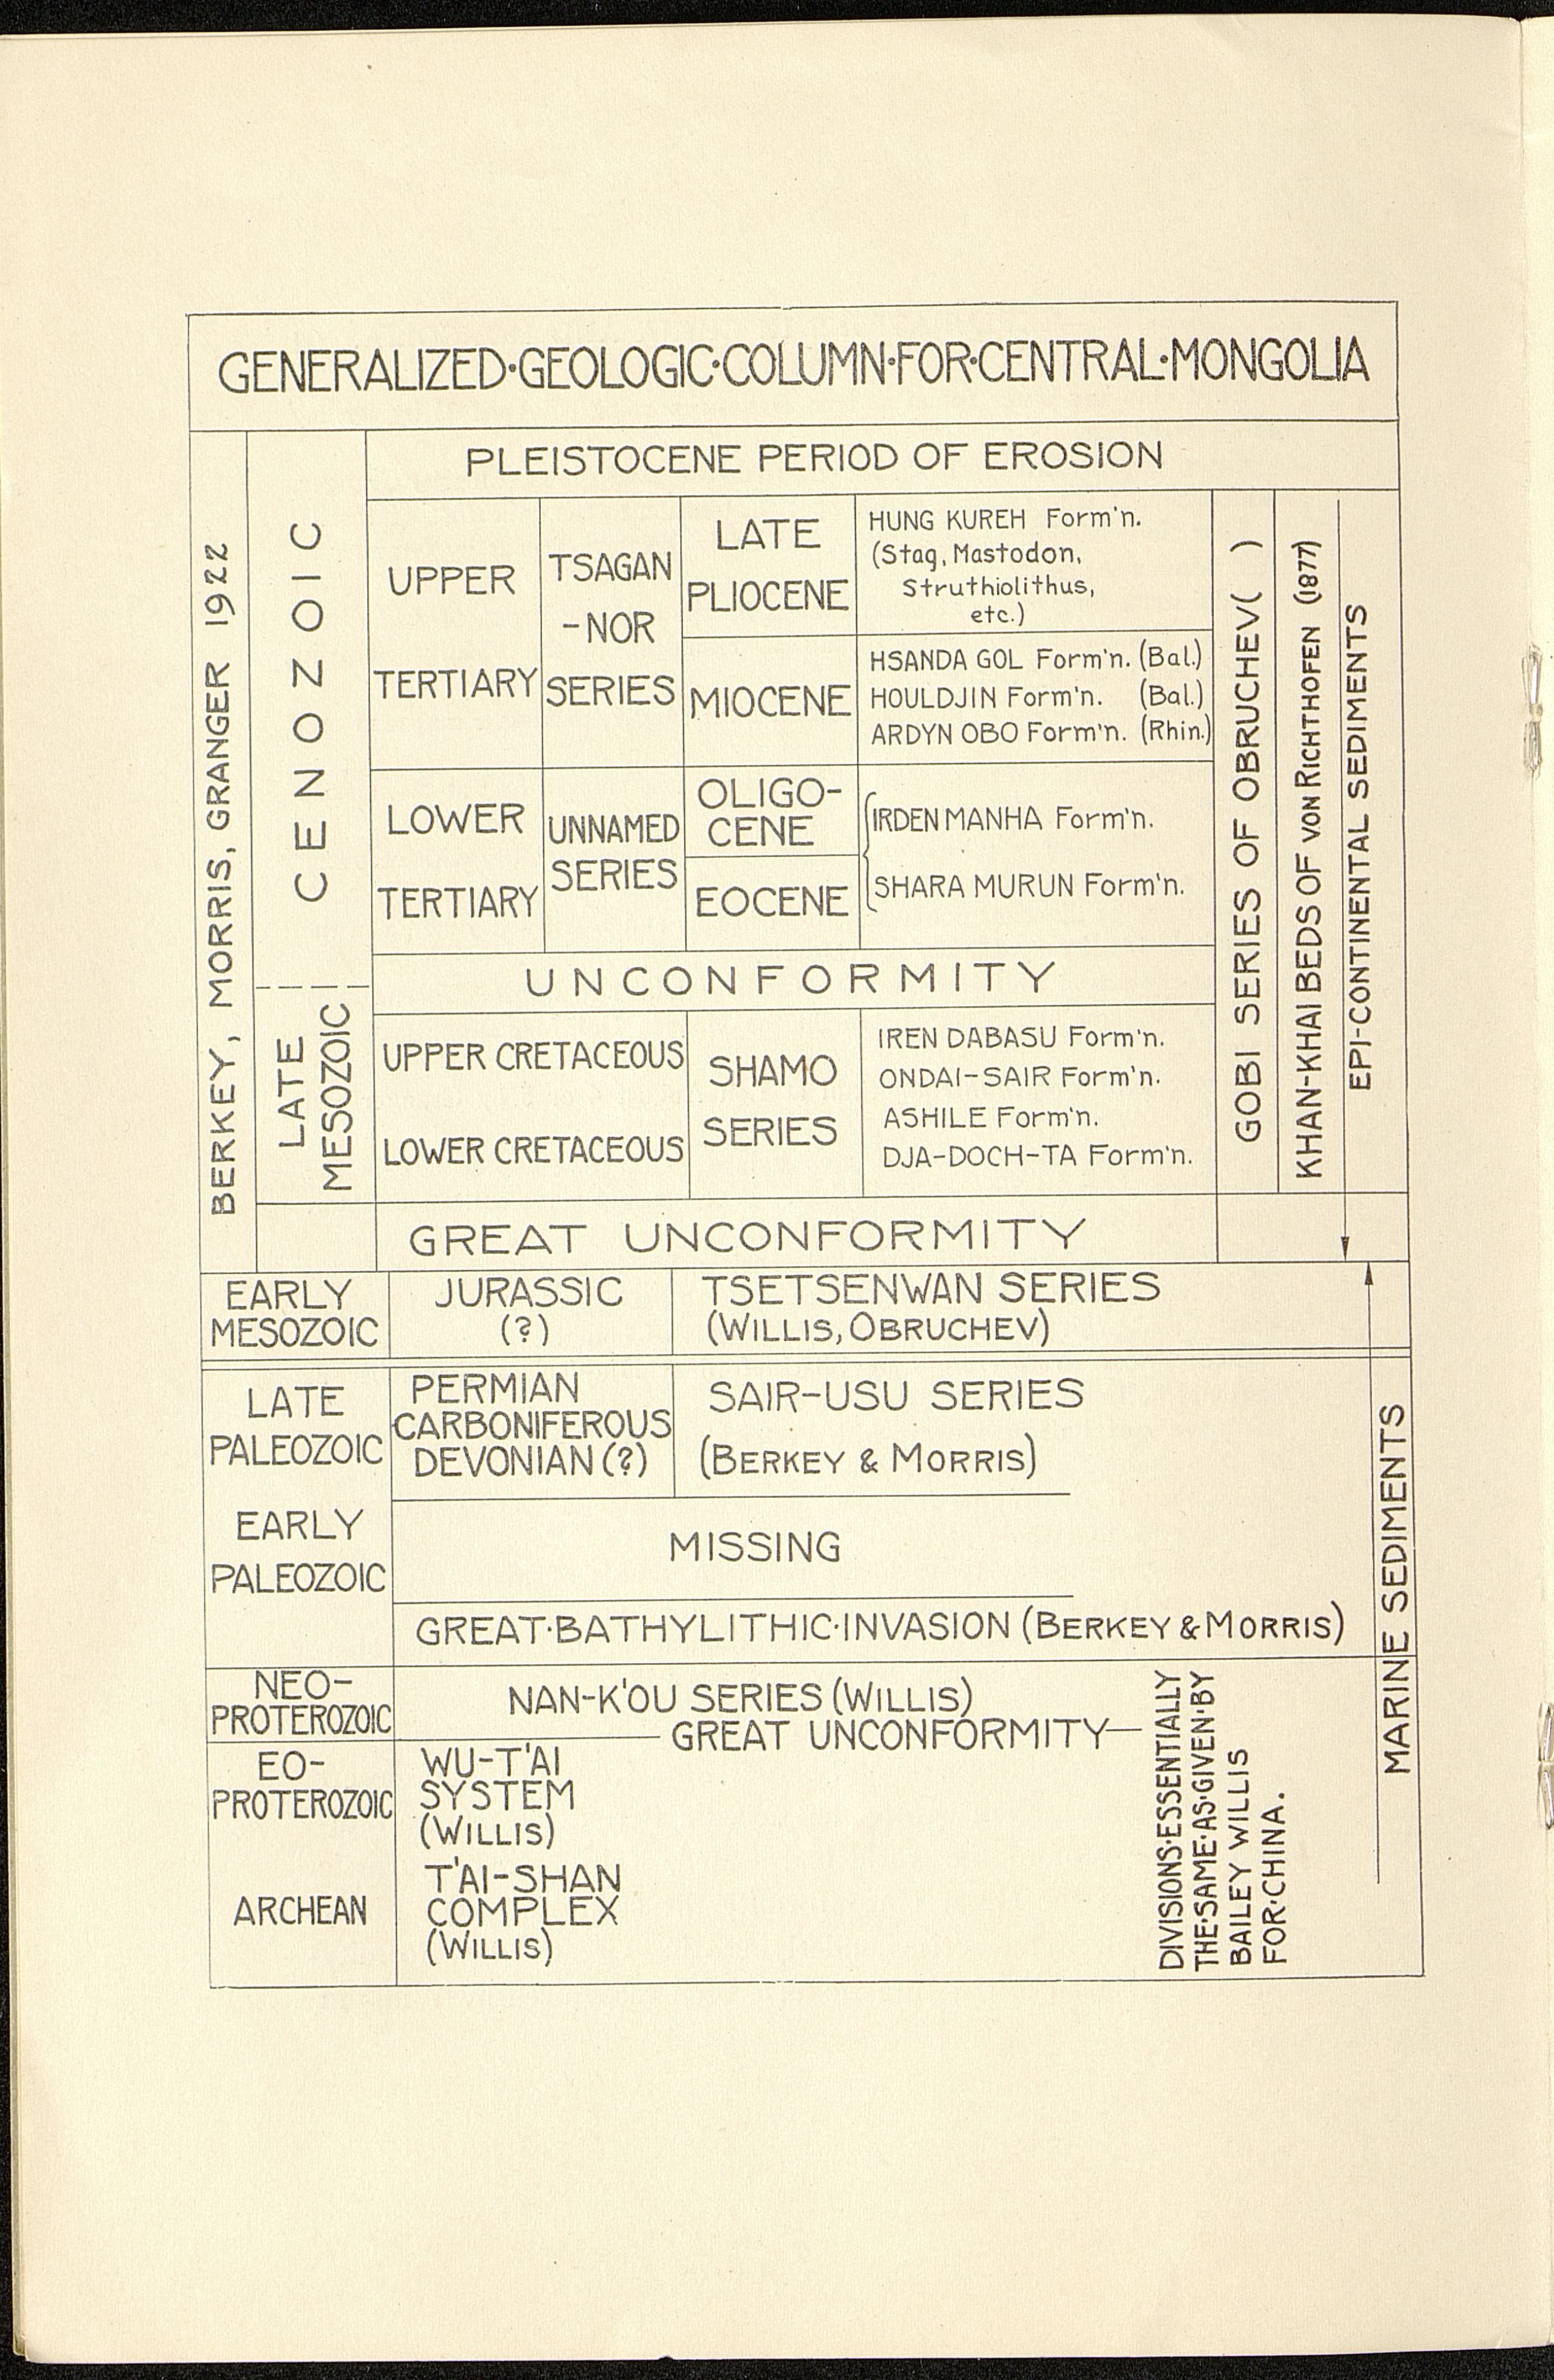 GENERALIZED·GEOLOGIC·COLUMN·FOR·CENTRAL·MONGOLIA
BERKEY, MORRIS, GRANGER 1922
CENOZOIC
PLEISTOCENE PERIOD OF EROSION
UPPER
TERTIARY
TSAGAN
-NOR
SERIES
LATE
PLIOCENE
HUNG KUREH Form'n.
(Stag, Mastodon,
Struthiolithus,
etc.)
MIOCENE
HSANDA GOL Form'n. (Bal.)
HOULDJIN Form'n. (Bal.)
ARDYN OBO Form'n. (Rhin.)
LOWER
TERTIARY
UNNAMED
SERIES
OLIGO-
CENE
EOCENE
IRDEN MANHA Form'n.
SHARA MURUN Form'n.
UNCONFORMITY
LATE
MESOZOIC
UPPER CRETACEOUS
LOWER CRETACEOUS
SHAMO
SERIES
IREN DABASU Form'n.
ONDAI-SAIR Form'n.
ASHILE Form'n.
DJA-DOCH-TA Form'n.
GOBI SERIES OF OBRUCHEV( )
KHAN-KHAI BEDS OF VON RICHTHOFEN (1877)
EPI-CONTINENTAL SEDIMENTS
GREAT UNCONFORMITY
EARLY
MESOZOIC
JURASSIC
(?)
TSETSENWAN SERIES
(WILLIS, OBRUCHEV)
LATE
PALEOZOIC
PERMIAN
CARBONIFEROUS
DEVONIAN (?)
SAIR-USU SERIES
(BERKEY & MORRIS)
EARLY
PALEOZOIC
MISSING
GREAT·BATHYLITHIC·INVASION (BERKEY & MORRIS)
MARINE SEDIMENTS
NEO-
PROTEROZOIC
NAN-K'OU SERIES (WILLIS)
GREAT UNCONFORMITY
EO-
PROTEROZOIC
WU-T'AI
SYSTEM
(WILLIS)
ARCHEAN
T'AI-SHAN
COMPLEX
(WILLIS)
DIVISIONS·ESSENTIALLY
THE·SAME·AS·GIVEN·BY
BAILEY WILLIS
FOR·CHINA.